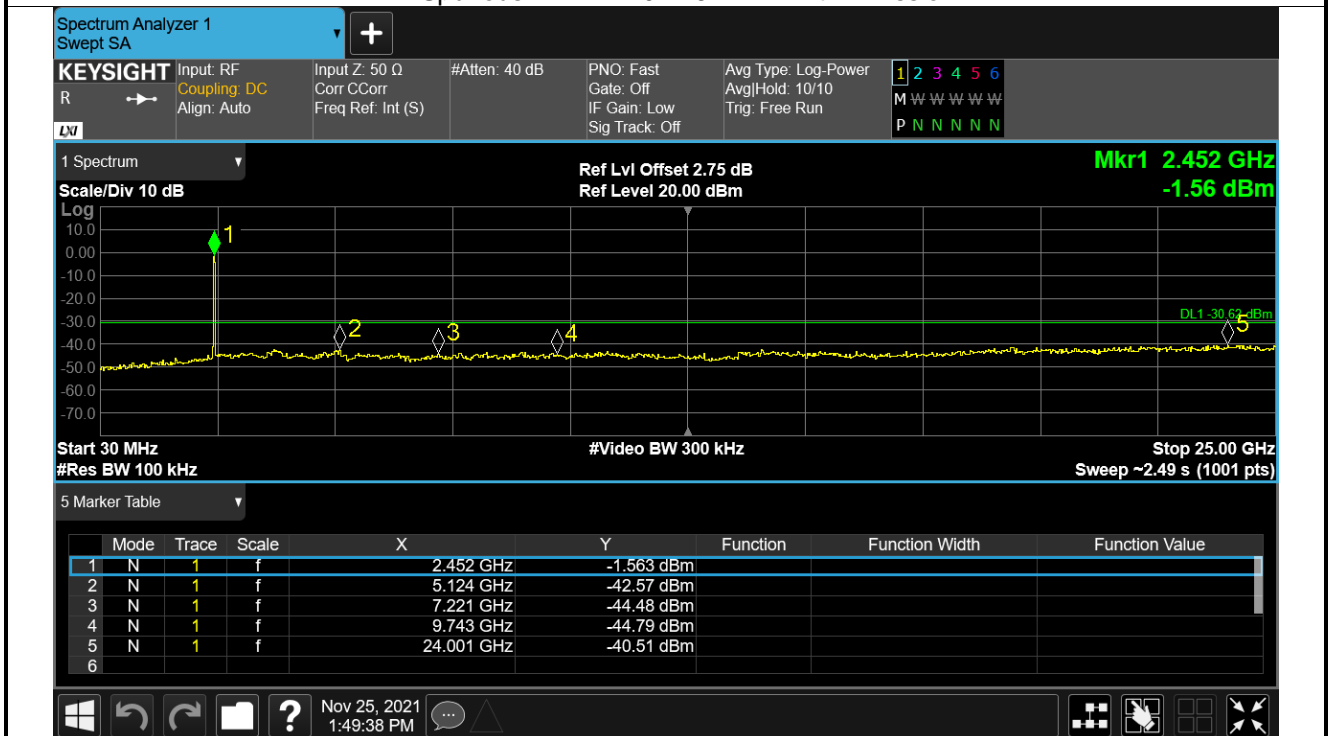 Spectrum Analyzer 1
Swept SA
+
KEYSIGHT Input: RF Input Z: 50 Ω #Atten: 40 dB PNO: Fast Avg Type: Log-Power 1 2 3 4 5 6
R Coupling: DC Corr CCorr Gate: Off Avg|Hold: 10/10 M W W W W W
Align: Auto Freq Ref: Int (S) IF Gain: Low Trig: Free Run
LXI Sig Track: Off P N N N N N
1 Spectrum Ref Lvl Offset 2.75 dB Mkr1 2.452 GHz
Scale/Div 10 dB Ref Level 20.00 dBm -1.56 dBm
Log
10.0 1
0.00
-10.0
-20.0
-30.0 2 3 4 DL1 -30.62 dBm 5
-40.0
-50.0
-60.0
-70.0
Start 30 MHz #Video BW 300 kHz Stop 25.00 GHz
#Res BW 100 kHz Sweep ~2.49 s (1001 pts)
5 Marker Table
Mode Trace Scale X Y Function Function Width Function Value
1 N 1 f 2.452 GHz -1.563 dBm
2 N 1 f 5.124 GHz -42.57 dBm
3 N 1 f 7.221 GHz -44.48 dBm
4 N 1 f 9.743 GHz -44.79 dBm
5 N 1 f 24.001 GHz -40.51 dBm
6
? Nov 25, 2021
1:49:38 PM